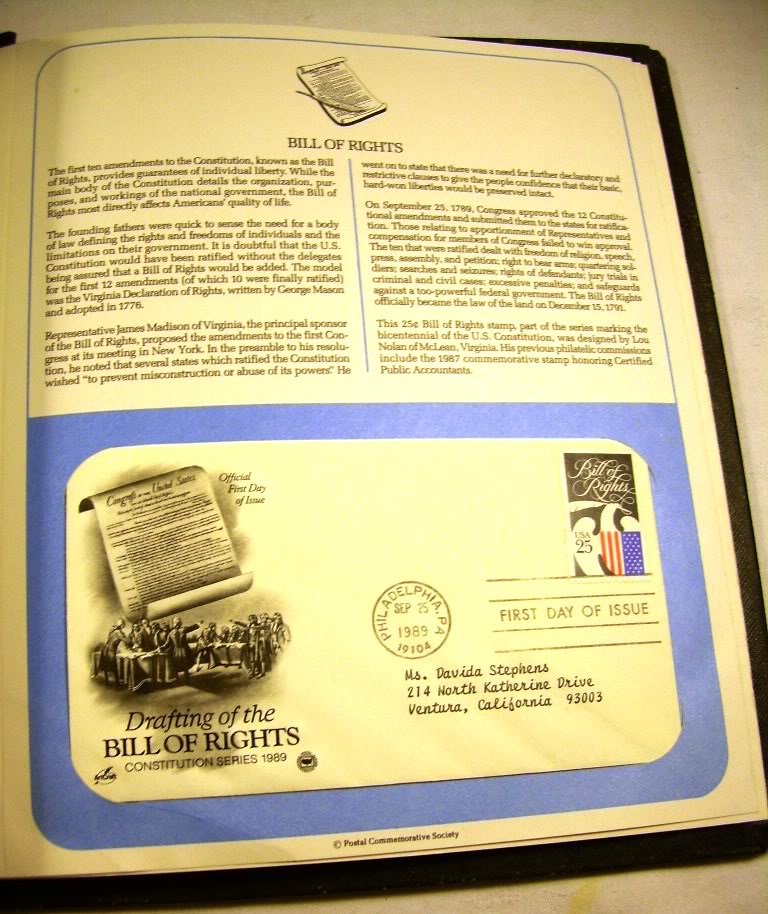 BILL OF RIGHTS
The first ten amendments to the Constitution, known as the Bill
of Rights, provides guarantees of individual liberty. While the
main body of the Constitution details the organization, pur-
poses, and workings of the national government, the Bill of
Rights most directly affects Americans' quality of life.
The founding fathers were quick to sense the need for a body
of law defining the rights and freedoms of individuals and the
limitations on their government. It is doubtful that the U.S.
Constitution would have been ratified without the delegates
being assured that a Bill of Rights would be added. The model
for the first 12 amendments (of which 10 were finally ratified)
was the Virginia Declaration of Rights, written by George Mason
and adopted in 1776.
Representative James Madison of Virginia, the principal sponsor
of the Bill of Rights, proposed the amendments to the first Con-
gress at its meeting in New York. In the preamble to his resolu-
tion, he noted that several states which ratified the Constitution
wished "to prevent misconstruction or abuse of its powers." He
went on to state that there was a need for further declaratory and
restrictive clauses to give the people confidence that their basic,
hard-won liberties would be preserved intact.
On September 25, 1789, Congress approved the 12 Constitu-
tional amendments and submitted them to the states for ratifica-
tion. Those relating to apportionment of Representatives and
compensation for members of Congress failed to win approval.
The ten that were ratified dealt with freedom of religion, speech,
press, assembly, and petition; right to bear arms; quartering sol-
diers; searches and seizures; rights of defendants; jury trials in
criminal and civil cases; excessive penalties; and safeguards
against a too-powerful federal government. The Bill of Rights
officially became the law of the land on December 15, 1791.
This 25¢ Bill of Rights stamp, part of the series marking the
bicentennial of the U.S. Constitution, was designed by Lou
Nolan of McLean, Virginia. His previous philatelic commissions
include the 1987 commemorative stamp honoring Certified
Public Accountants.
Congress of the United States
Official
First Day
of Issue
Bill of
Rights
USA
25
PHILADELPHIA, PA
SEP 25
1989
19104
FIRST DAY OF ISSUE
Ms. Davida Stephens
214 North Katherine Drive
Ventura, California 93003
Drafting of the
BILL OF RIGHTS
CONSTITUTION SERIES 1989
ArtCraft
© Postal Commemorative Society